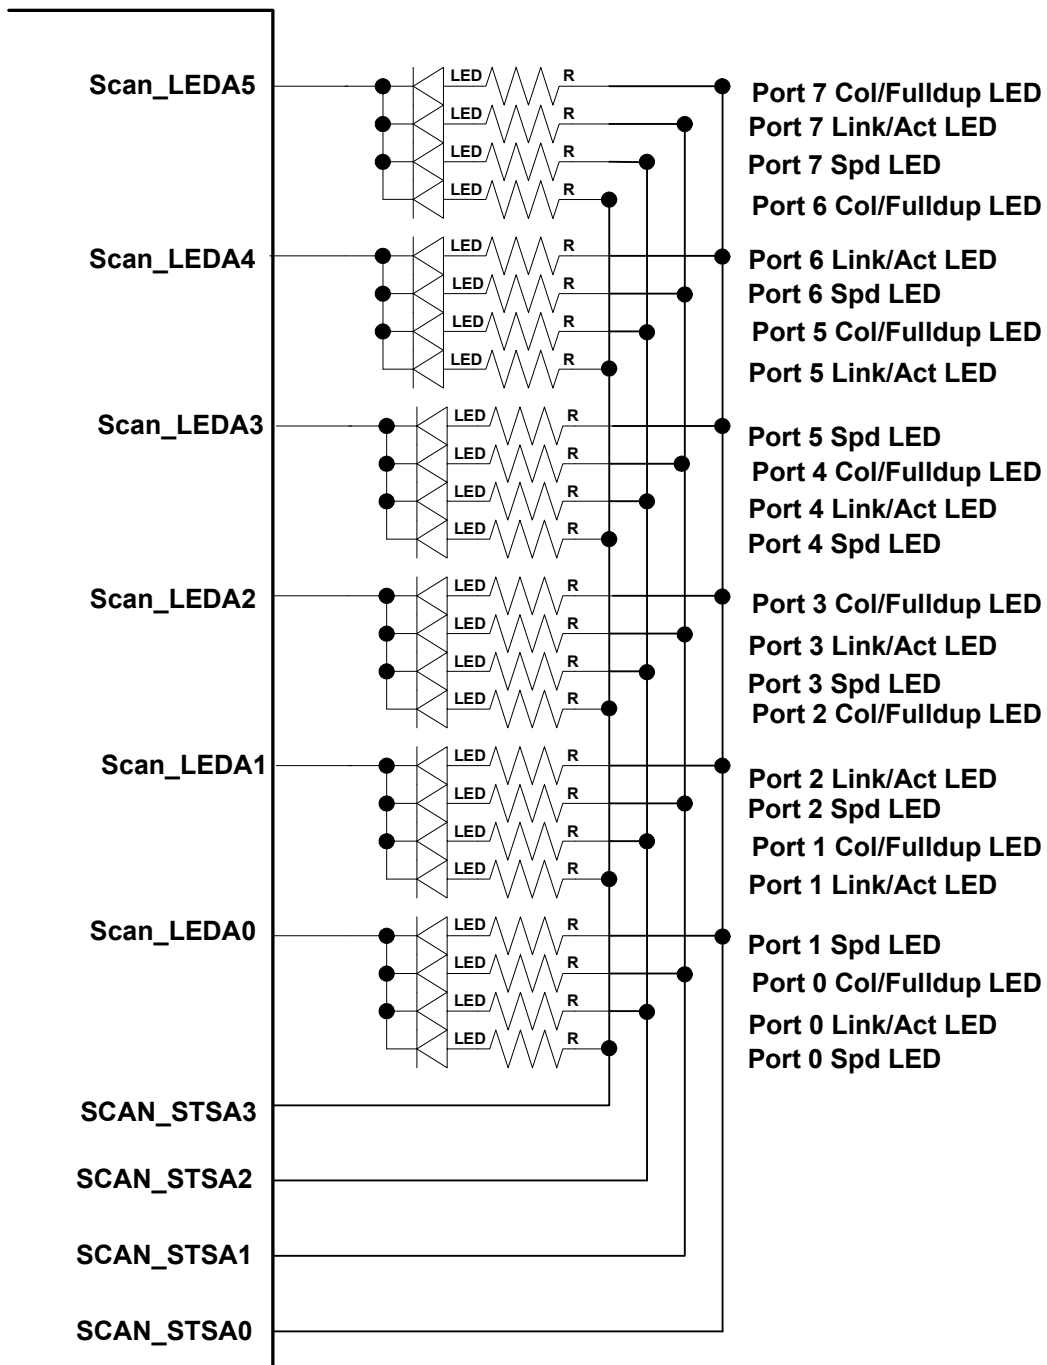 Scan_LEDA5 LED R Port 7 Col/Fulldup LED
LED R Port 7 Link/Act LED
LED R Port 7 Spd LED
LED R Port 6 Col/Fulldup LED
Scan_LEDA4 LED R Port 6 Link/Act LED
LED R Port 6 Spd LED
LED R Port 5 Col/Fulldup LED
LED R Port 5 Link/Act LED
Scan_LEDA3 LED R Port 5 Spd LED
LED R Port 4 Col/Fulldup LED
LED R Port 4 Link/Act LED
LED R Port 4 Spd LED
Scan_LEDA2 LED R Port 3 Col/Fulldup LED
LED R Port 3 Link/Act LED
LED R Port 3 Spd LED
LED R Port 2 Col/Fulldup LED
Scan_LEDA1 LED R Port 2 Link/Act LED
LED R Port 2 Spd LED
LED R Port 1 Col/Fulldup LED
LED R Port 1 Link/Act LED
Scan_LEDA0 LED R Port 1 Spd LED
LED R Port 0 Col/Fulldup LED
LED R Port 0 Link/Act LED
LED R Port 0 Spd LED
SCAN_STSA3
SCAN_STSA2
SCAN_STSA1
SCAN_STSA0